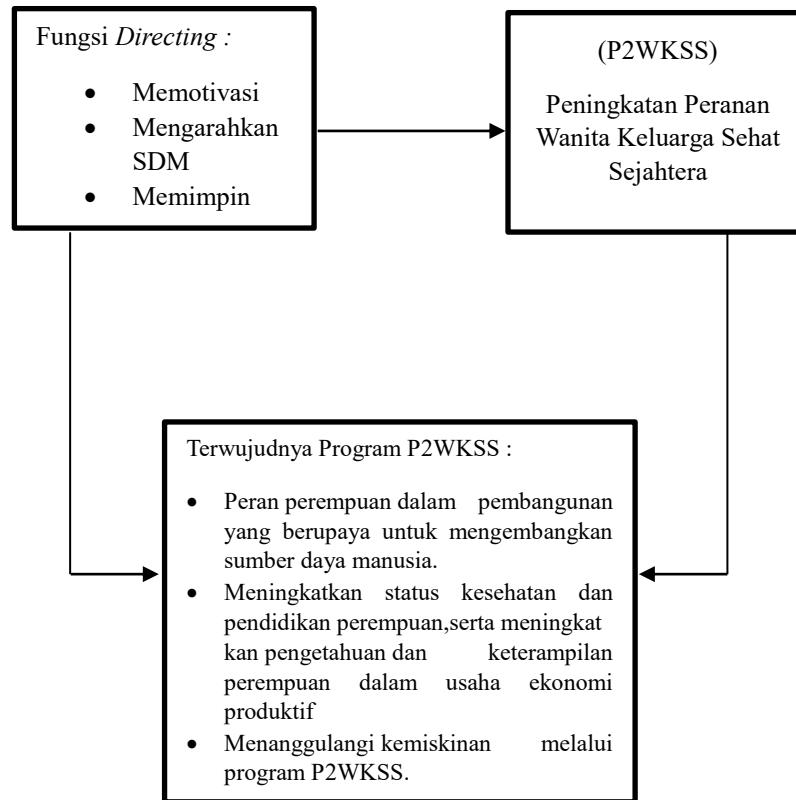 Fungsi Directing :
• Memotivasi
• Mengarahkan
SDM
• Memimpin
(P2WKSS)
Peningkatan Peranan
Wanita Keluarga Sehat
Sejahtera
Terwujudnya Program P2WKSS :
• Peran perempuan dalam pembangunan
yang berupaya untuk mengembangkan
sumber daya manusia.
• Meningkatkan status kesehatan dan
pendidikan perempuan,serta meningkat
kan pengetahuan dan keterampilan
perempuan dalam usaha ekonomi
produktif
• Menanggulangi kemiskinan melalui
program P2WKSS.